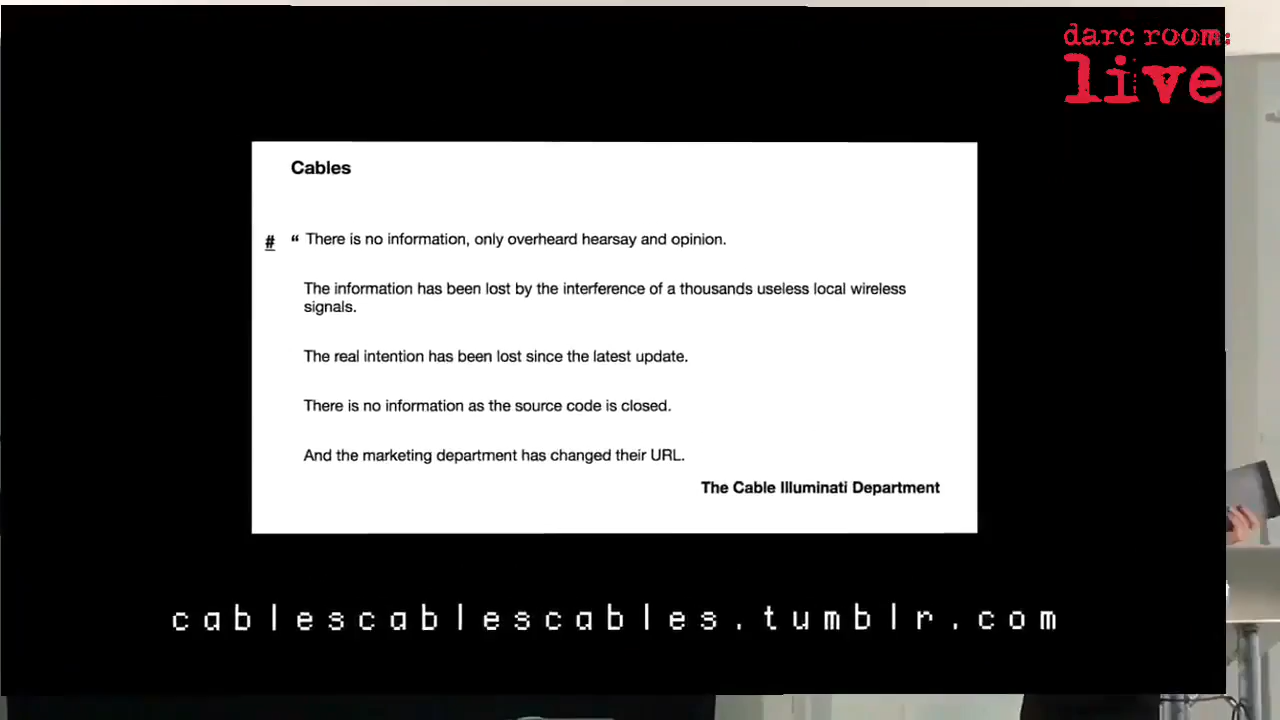 darc room:
live
Cables
# “ There is no information, only overheard hearsay and opinion.
The information has been lost by the interference of a thousands useless local wireless
signals.
The real intention has been lost since the latest update.
There is no information as the source code is closed.
And the marketing department has changed their URL.
The Cable Illuminati Department
cablescablescables.tumblr.com